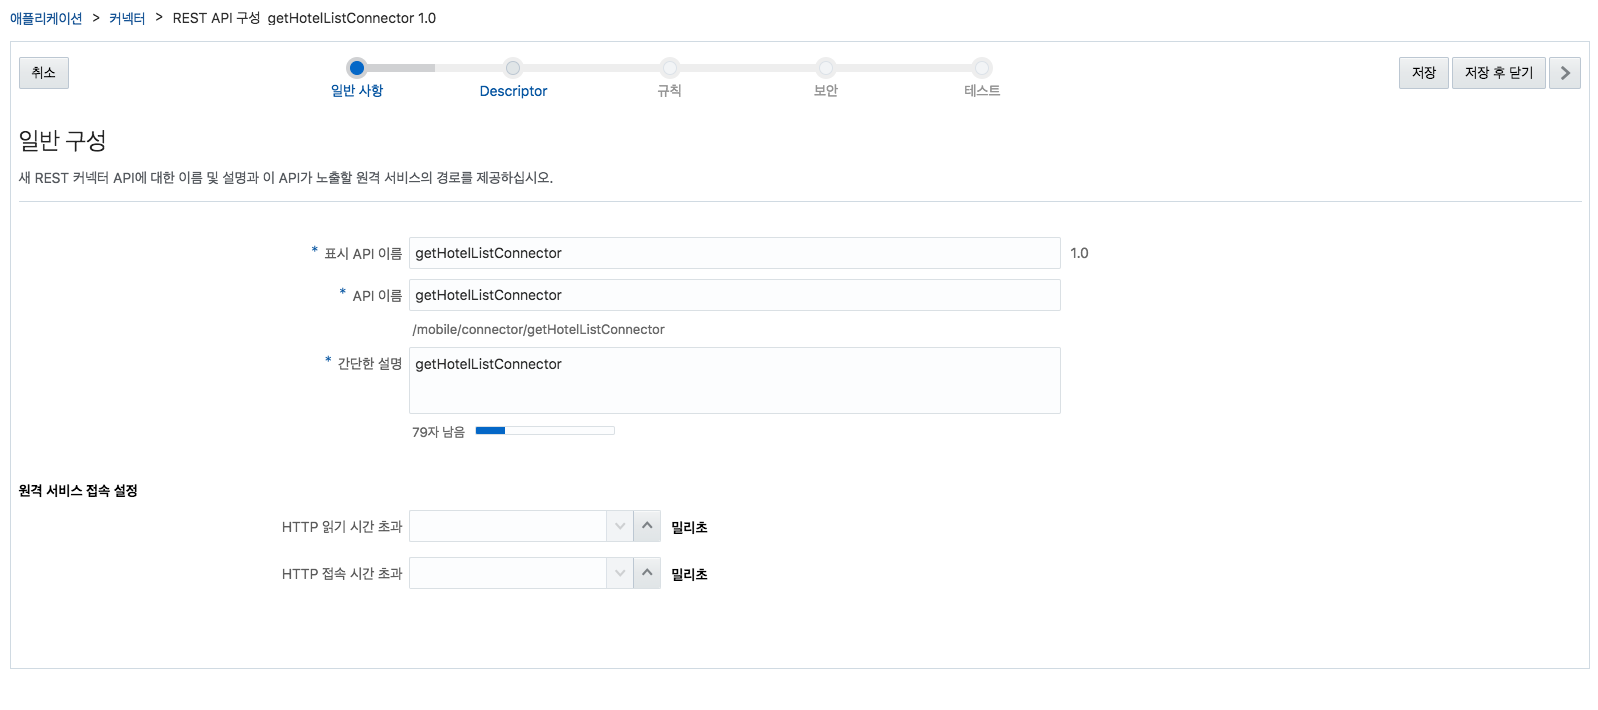 애플리케이션 > 커넥터 > REST API 구성 getHotelListConnector 1.0
취소
일반 사항
Descriptor
규칙
보안
테스트
저장
저장 후 닫기
일반 구성
새 REST 커넥터 API에 대한 이름 및 설명과 이 API가 노출할 원격 서비스의 경로를 제공하십시오.
* 표시 API 이름 getHotelListConnector 1.0
* API 이름 getHotelListConnector
/mobile/connector/getHotelListConnector
* 간단한 설명 getHotelListConnector
79자 남음
원격 서비스 접속 설정
HTTP 읽기 시간 초과 밀리초
HTTP 접속 시간 초과 밀리초